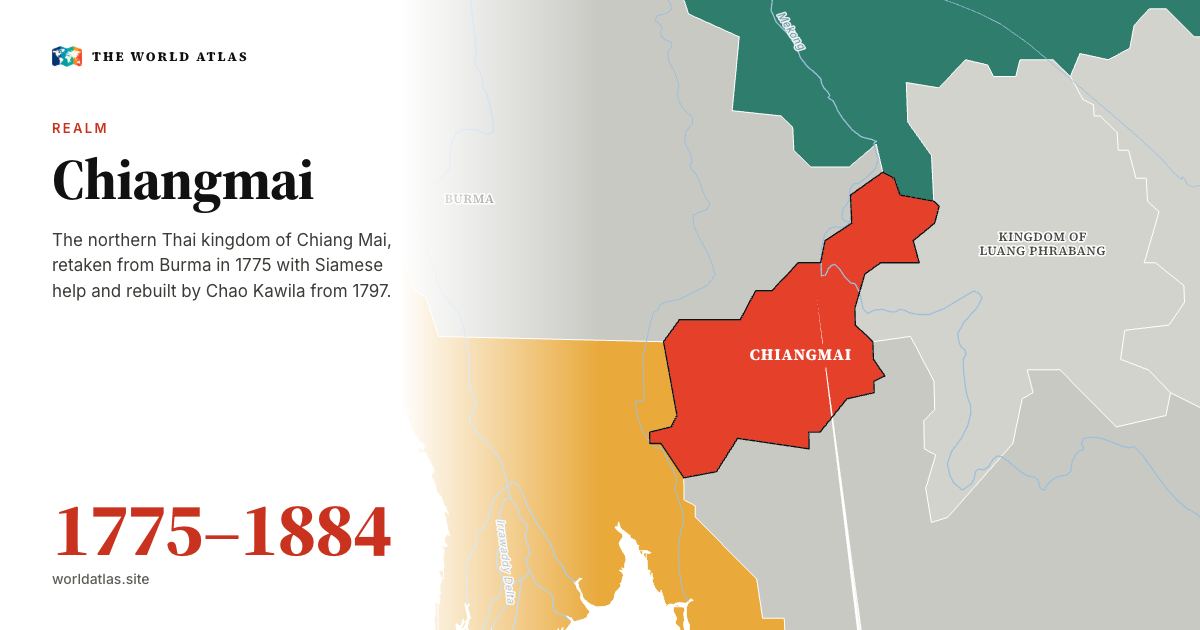 THE WORLD ATLAS
REALM
Chiangmai
The northern Thai kingdom of Chiang Mai,
retaken from Burma in 1775 with Siamese
help and rebuilt by Chao Kawila from 1797.
1775–1884
worldatlas.site
Mekong
BURMA
KINGDOM OF
LUANG PHRABANG
CHIANGMAI
Irrawaddy Delta